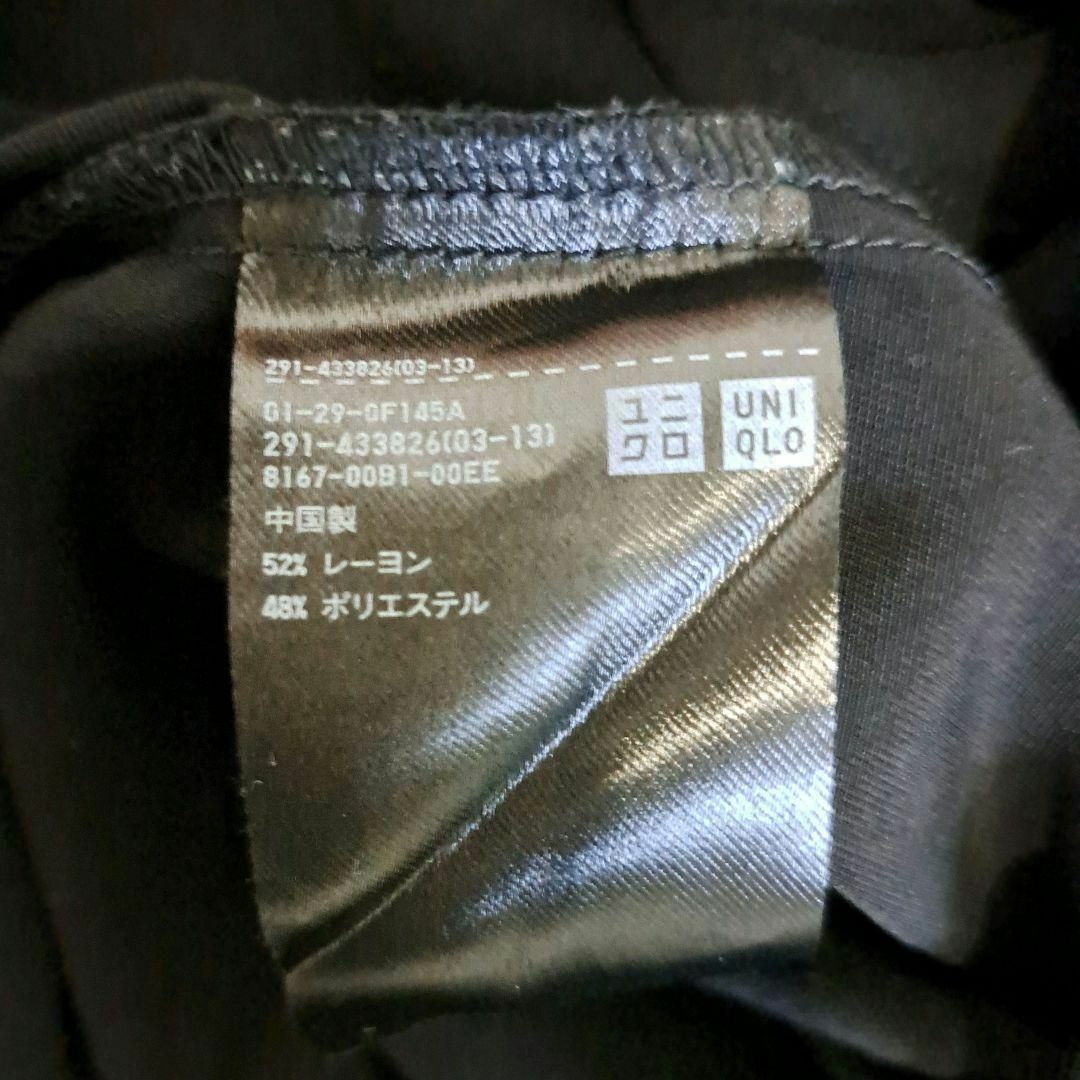 291-433826(03-13)
01-29-0F145A
291-433826(03-13)
8167-00B1-00EE
中国製
52% レーヨン
48% ポリエステル
ユニ
クロ
UNI
QLO